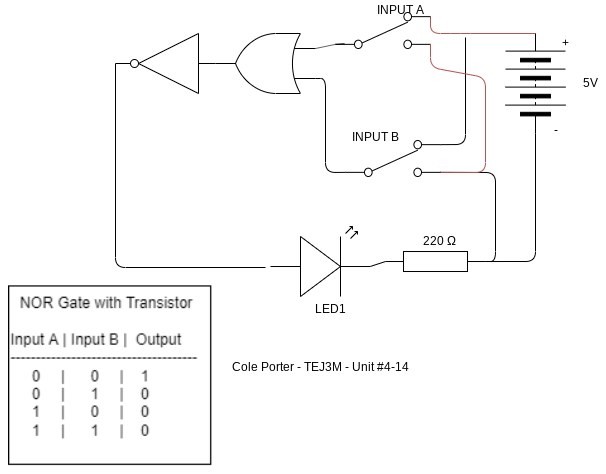 INPUT A
+
5V
-
INPUT B
220 Ω
LED1
NOR Gate with Transistor
Input A | Input B | Output
------------------------------------
0 | 0 | 1
0 | 1 | 0
1 | 0 | 0
1 | 1 | 0
Cole Porter - TEJ3M - Unit #4-14